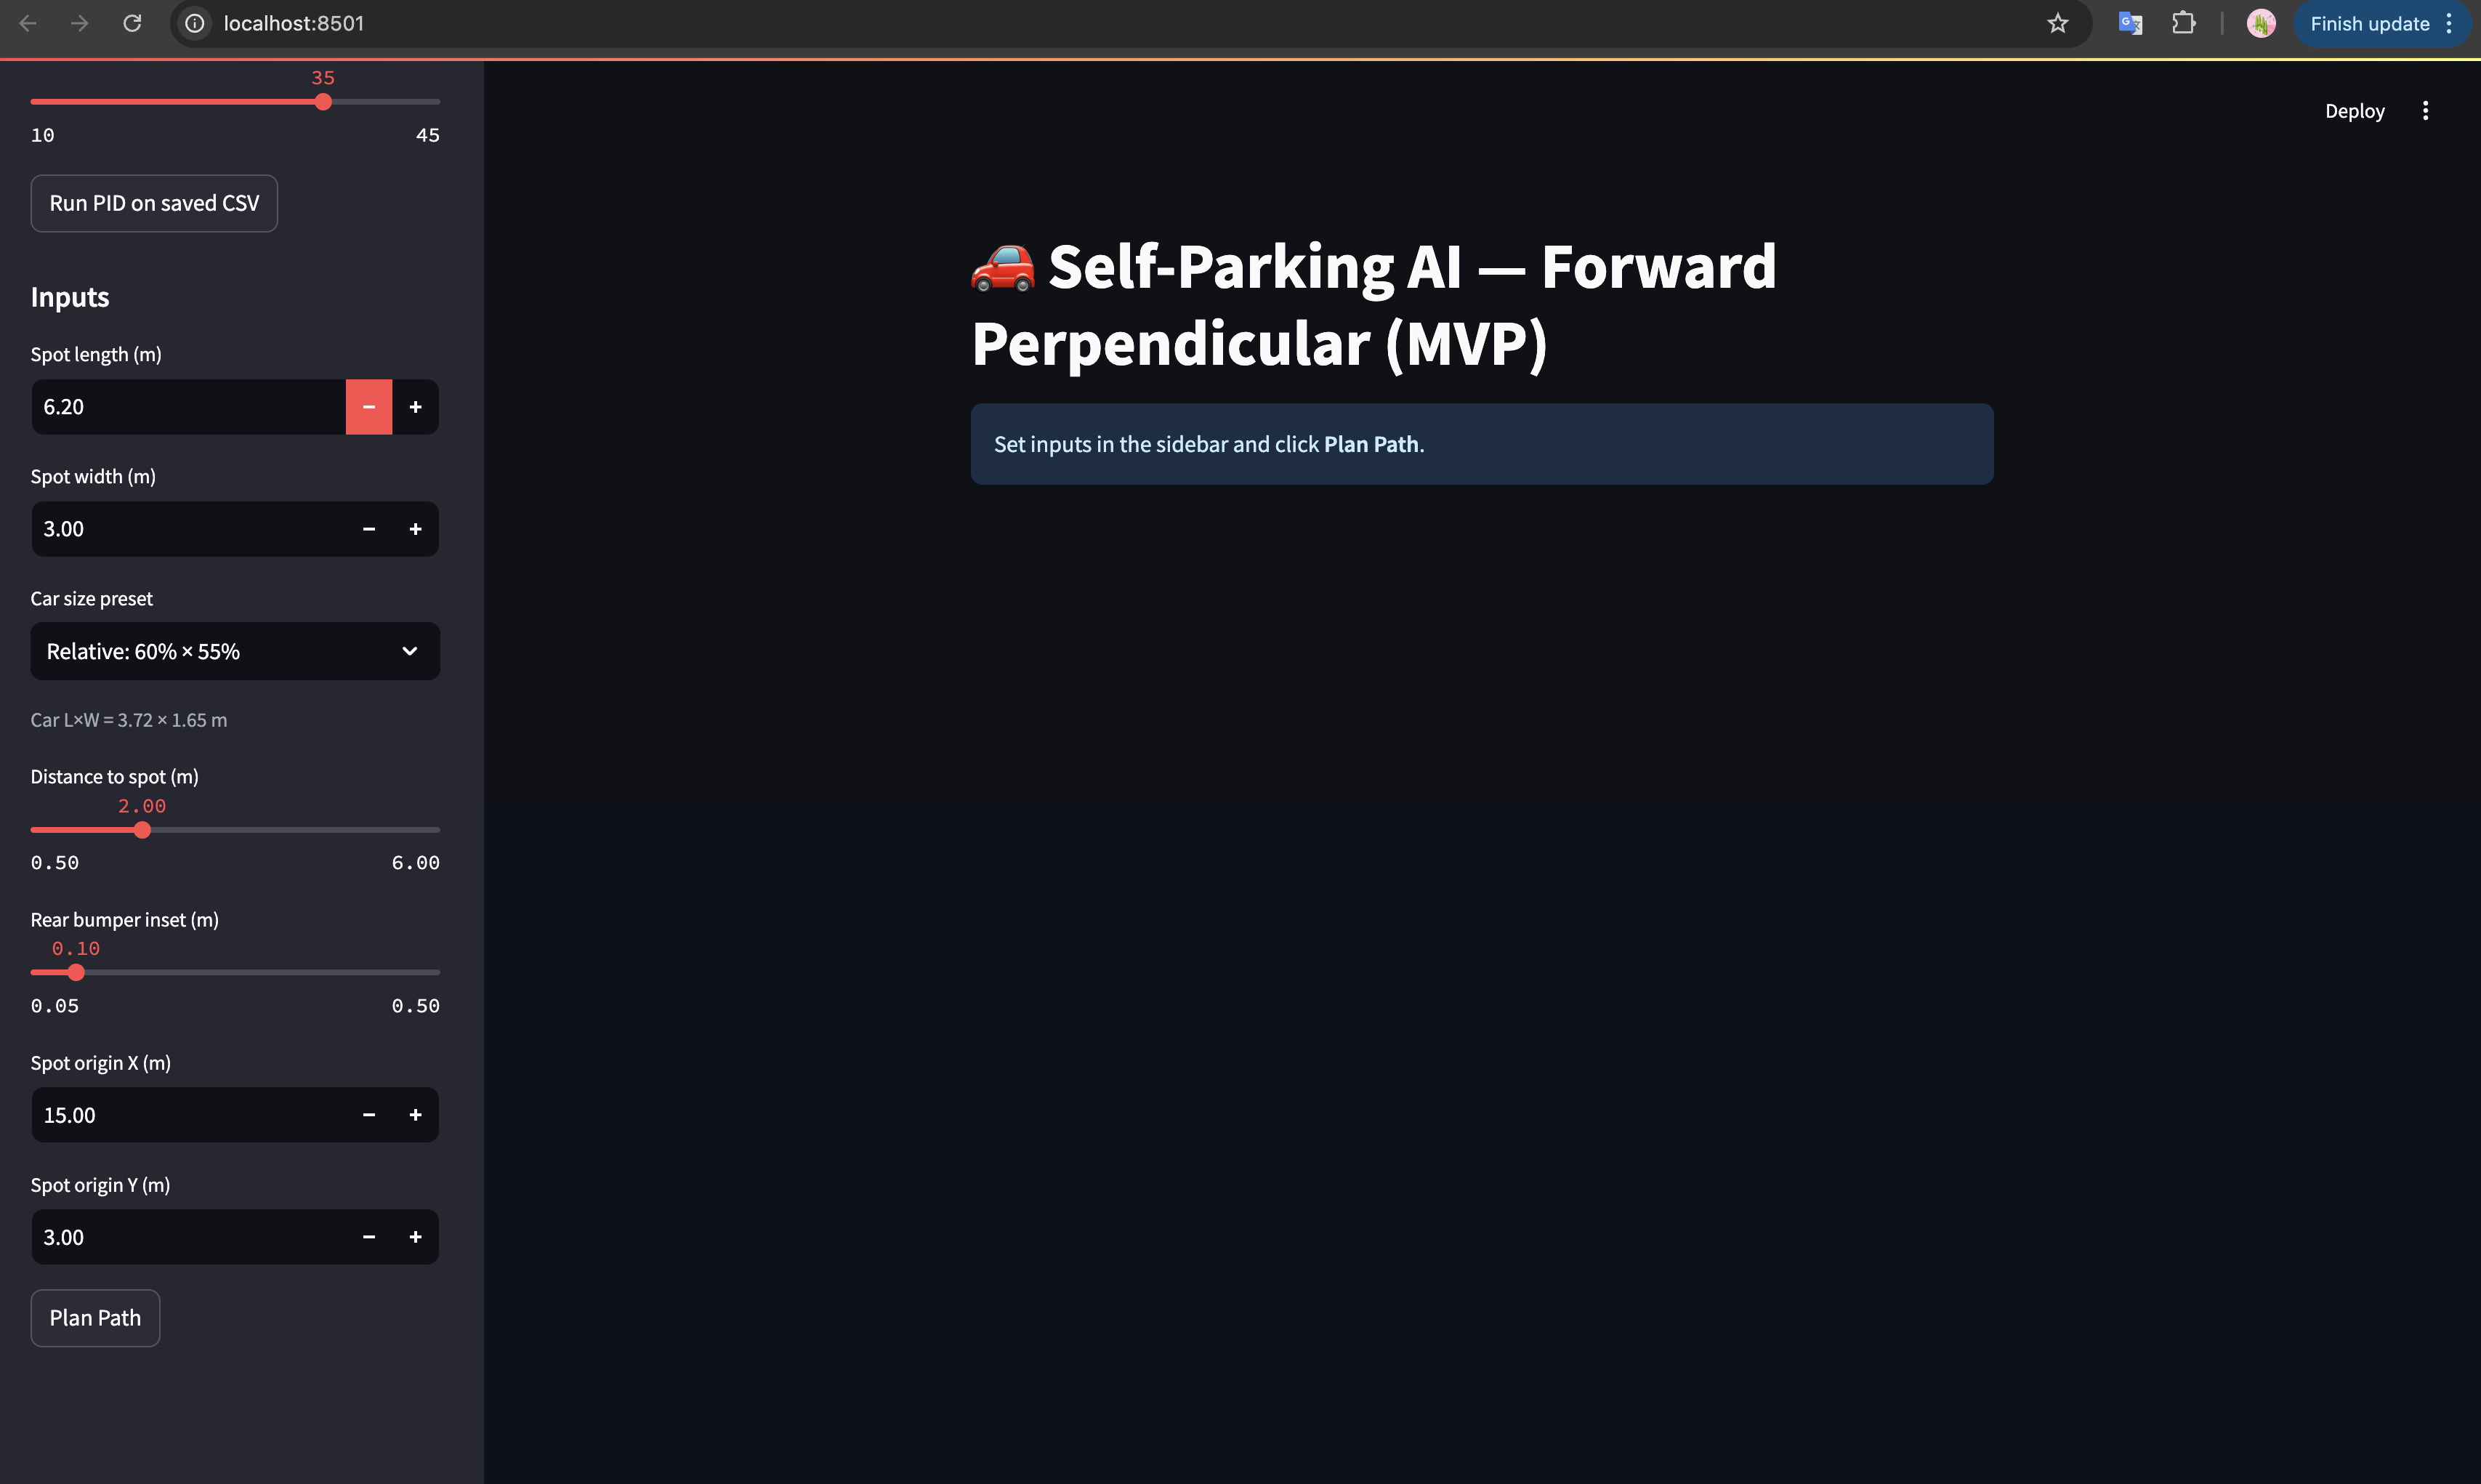 localhost:8501
Finish update
35
10 45
Run PID on saved CSV
Inputs
Spot length (m)
6.20
Spot width (m)
3.00
Car size preset
Relative: 60% × 55%
Car L×W = 3.72 × 1.65 m
Distance to spot (m)
2.00
0.50 6.00
Rear bumper inset (m)
0.10
0.05 0.50
Spot origin X (m)
15.00
Spot origin Y (m)
3.00
Plan Path
Deploy
Self-Parking AI — Forward
Perpendicular (MVP)
Set inputs in the sidebar and click Plan Path.